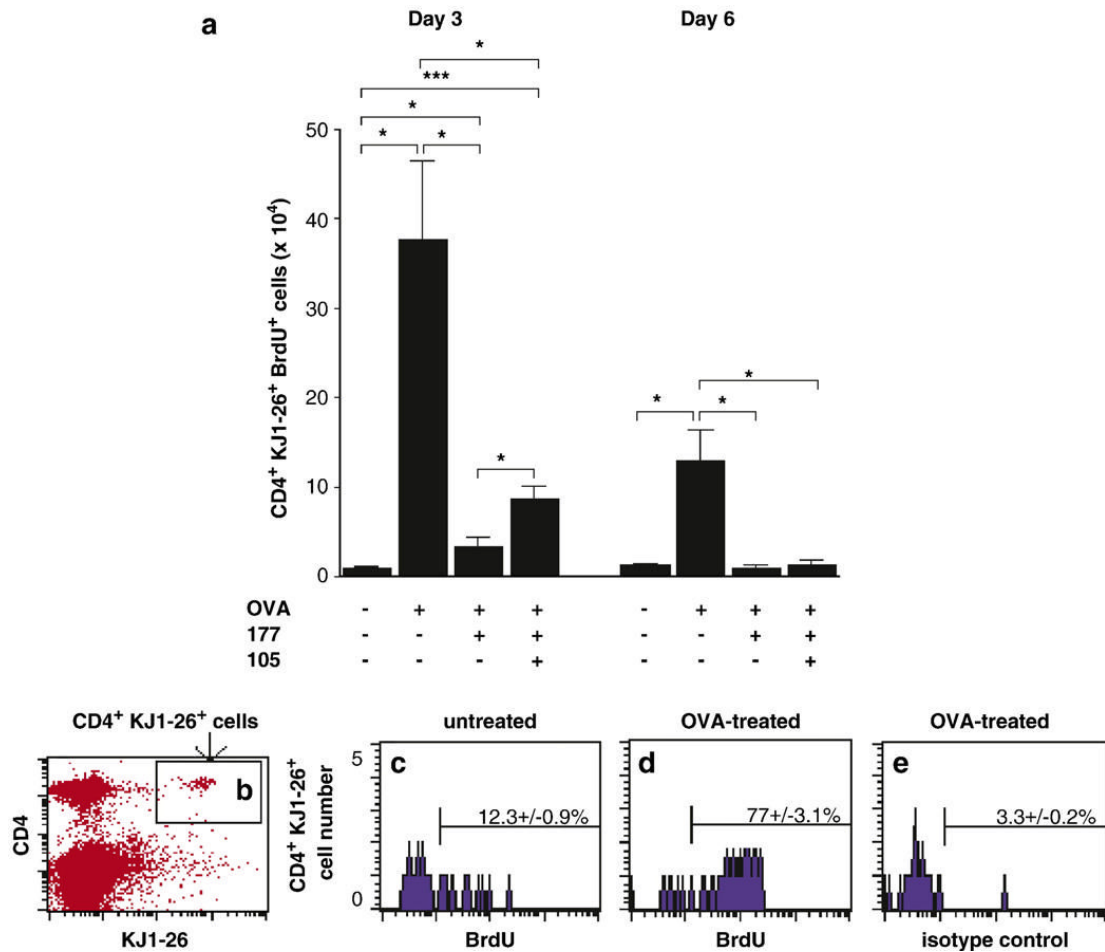 a
Day 3 Day 6
*
***
*
* *
50
40
30
20
10
0
CD4⁺ KJ1-26⁺ BrdU⁺ cells (x 10⁴)
*
*
* *
*
OVA - + + + - + + +
177 - - + + - - + +
105 - - - + - - - +
CD4⁺ KJ1-26⁺ cells
untreated OVA-treated OVA-treated
b
CD4
KJ1-26
CD4⁺ KJ1-26⁺
cell number
5
0
c
12.3+/-0.9%
BrdU
d
77+/-3.1%
BrdU
e
3.3+/-0.2%
isotype control